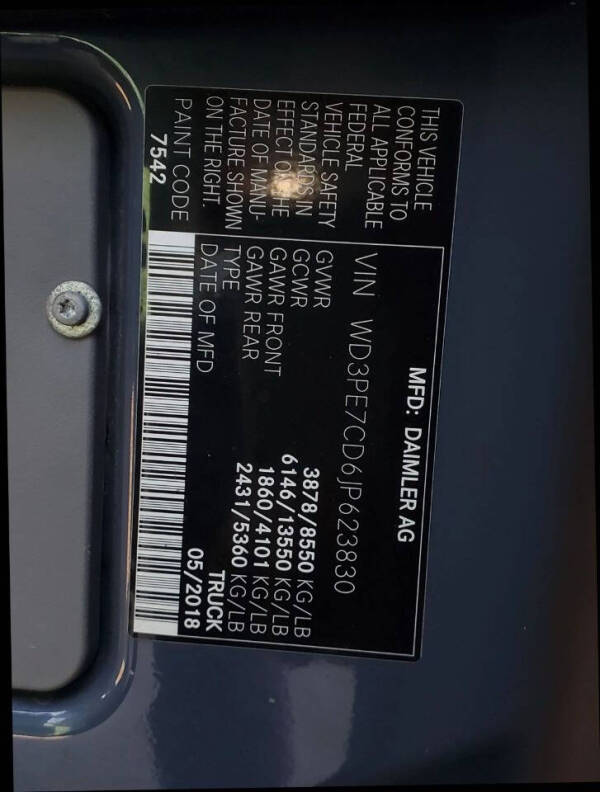 MFD: DAIMLER AG
THIS VEHICLE
CONFORMS TO
ALL APPLICABLE
FEDERAL
VEHICLE SAFETY
STANDARDS IN
EFFECT ON THE
DATE OF MANU-
FACTURE SHOWN
ON THE RIGHT.
PAINT CODE
7542
VIN WD3PE7CD6JP623830
GVWR 3878/8550 KG/LB
GCWR 6146/13550 KG/LB
GAWR FRONT 1860/4101 KG/LB
GAWR REAR 2431/5360 KG/LB
TYPE TRUCK
DATE OF MFD 05/2018